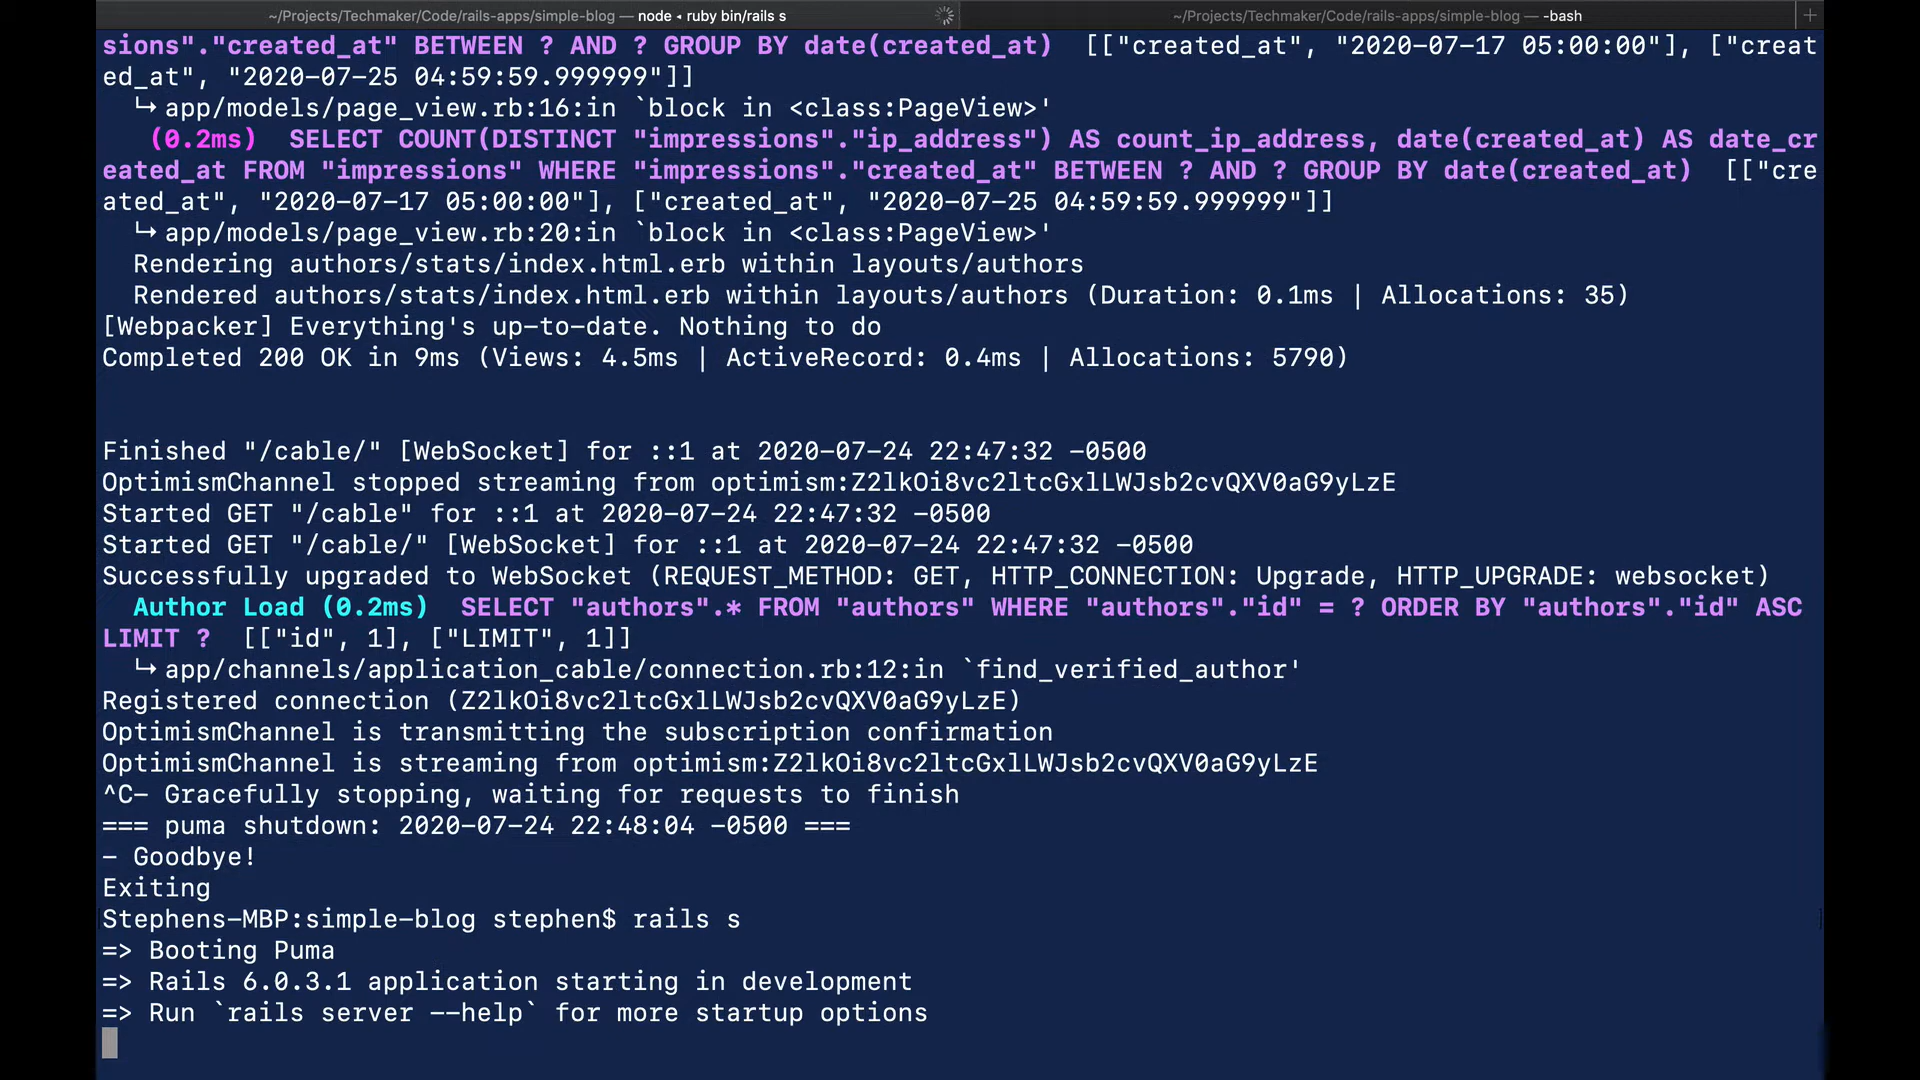 ~/Projects/Techmaker/Code/rails-apps/simple-blog — node ◂ ruby bin/rails s
~/Projects/Techmaker/Code/rails-apps/simple-blog — -bash
sions"."created_at" BETWEEN ? AND ? GROUP BY date(created_at)  [["created_at", "2020-07-17 05:00:00"], ["creat
ed_at", "2020-07-25 04:59:59.999999"]]
↳ app/models/page_view.rb:16:in `block in <class:PageView>'
(0.2ms)  SELECT COUNT(DISTINCT "impressions"."ip_address") AS count_ip_address, date(created_at) AS date_cr
eated_at FROM "impressions" WHERE "impressions"."created_at" BETWEEN ? AND ? GROUP BY date(created_at)  [["cre
ated_at", "2020-07-17 05:00:00"], ["created_at", "2020-07-25 04:59:59.999999"]]
↳ app/models/page_view.rb:20:in `block in <class:PageView>'
Rendering authors/stats/index.html.erb within layouts/authors
Rendered authors/stats/index.html.erb within layouts/authors (Duration: 0.1ms | Allocations: 35)
[Webpacker] Everything's up-to-date. Nothing to do
Completed 200 OK in 9ms (Views: 4.5ms | ActiveRecord: 0.4ms | Allocations: 5790)
Finished "/cable/" [WebSocket] for ::1 at 2020-07-24 22:47:32 -0500
OptimismChannel stopped streaming from optimism:Z2lkOi8vc2ltcGxlLWJsb2cvQXV0aG9yLzE
Started GET "/cable" for ::1 at 2020-07-24 22:47:32 -0500
Started GET "/cable/" [WebSocket] for ::1 at 2020-07-24 22:47:32 -0500
Successfully upgraded to WebSocket (REQUEST_METHOD: GET, HTTP_CONNECTION: Upgrade, HTTP_UPGRADE: websocket)
Author Load (0.2ms)  SELECT "authors".* FROM "authors" WHERE "authors"."id" = ? ORDER BY "authors"."id" ASC
LIMIT ?  [["id", 1], ["LIMIT", 1]]
↳ app/channels/application_cable/connection.rb:12:in `find_verified_author'
Registered connection (Z2lkOi8vc2ltcGxlLWJsb2cvQXV0aG9yLzE)
OptimismChannel is transmitting the subscription confirmation
OptimismChannel is streaming from optimism:Z2lkOi8vc2ltcGxlLWJsb2cvQXV0aG9yLzE
^C- Gracefully stopping, waiting for requests to finish
=== puma shutdown: 2020-07-24 22:48:04 -0500 ===
- Goodbye!
Exiting
Stephens-MBP:simple-blog stephen$ rails s
=> Booting Puma
=> Rails 6.0.3.1 application starting in development
=> Run `rails server --help` for more startup options